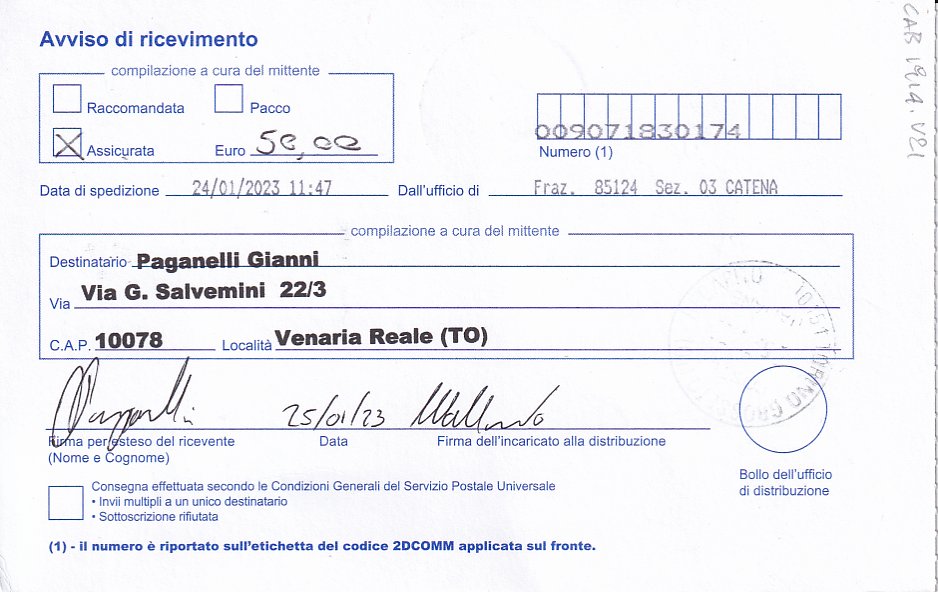 Avviso di ricevimento
compilazione a cura del mittente
Raccomandata Pacco
Assicurata Euro 50,00
009071830174
Numero (1)
Data di spedizione 24/01/2023 11:47 Dall'ufficio di Fraz. 85124 Sez. 03 CATENA
compilazione a cura del mittente
Destinatario Paganelli Gianni
Via Via G. Salvemini 22/3
C.A.P. 10078 Località Venaria Reale (TO)
25/01/23
Firma per esteso del ricevente Data Firma dell'incaricato alla distribuzione
(Nome e Cognome)
Bollo dell'ufficio
di distribuzione
Consegna effettuata secondo le Condizioni Generali del Servizio Postale Universale
• Invii multipli a un unico destinatario
• Sottoscrizione rifiutata
(1) - il numero è riportato sull'etichetta del codice 2DCOMM applicata sul fronte.
CAB 1914. V21